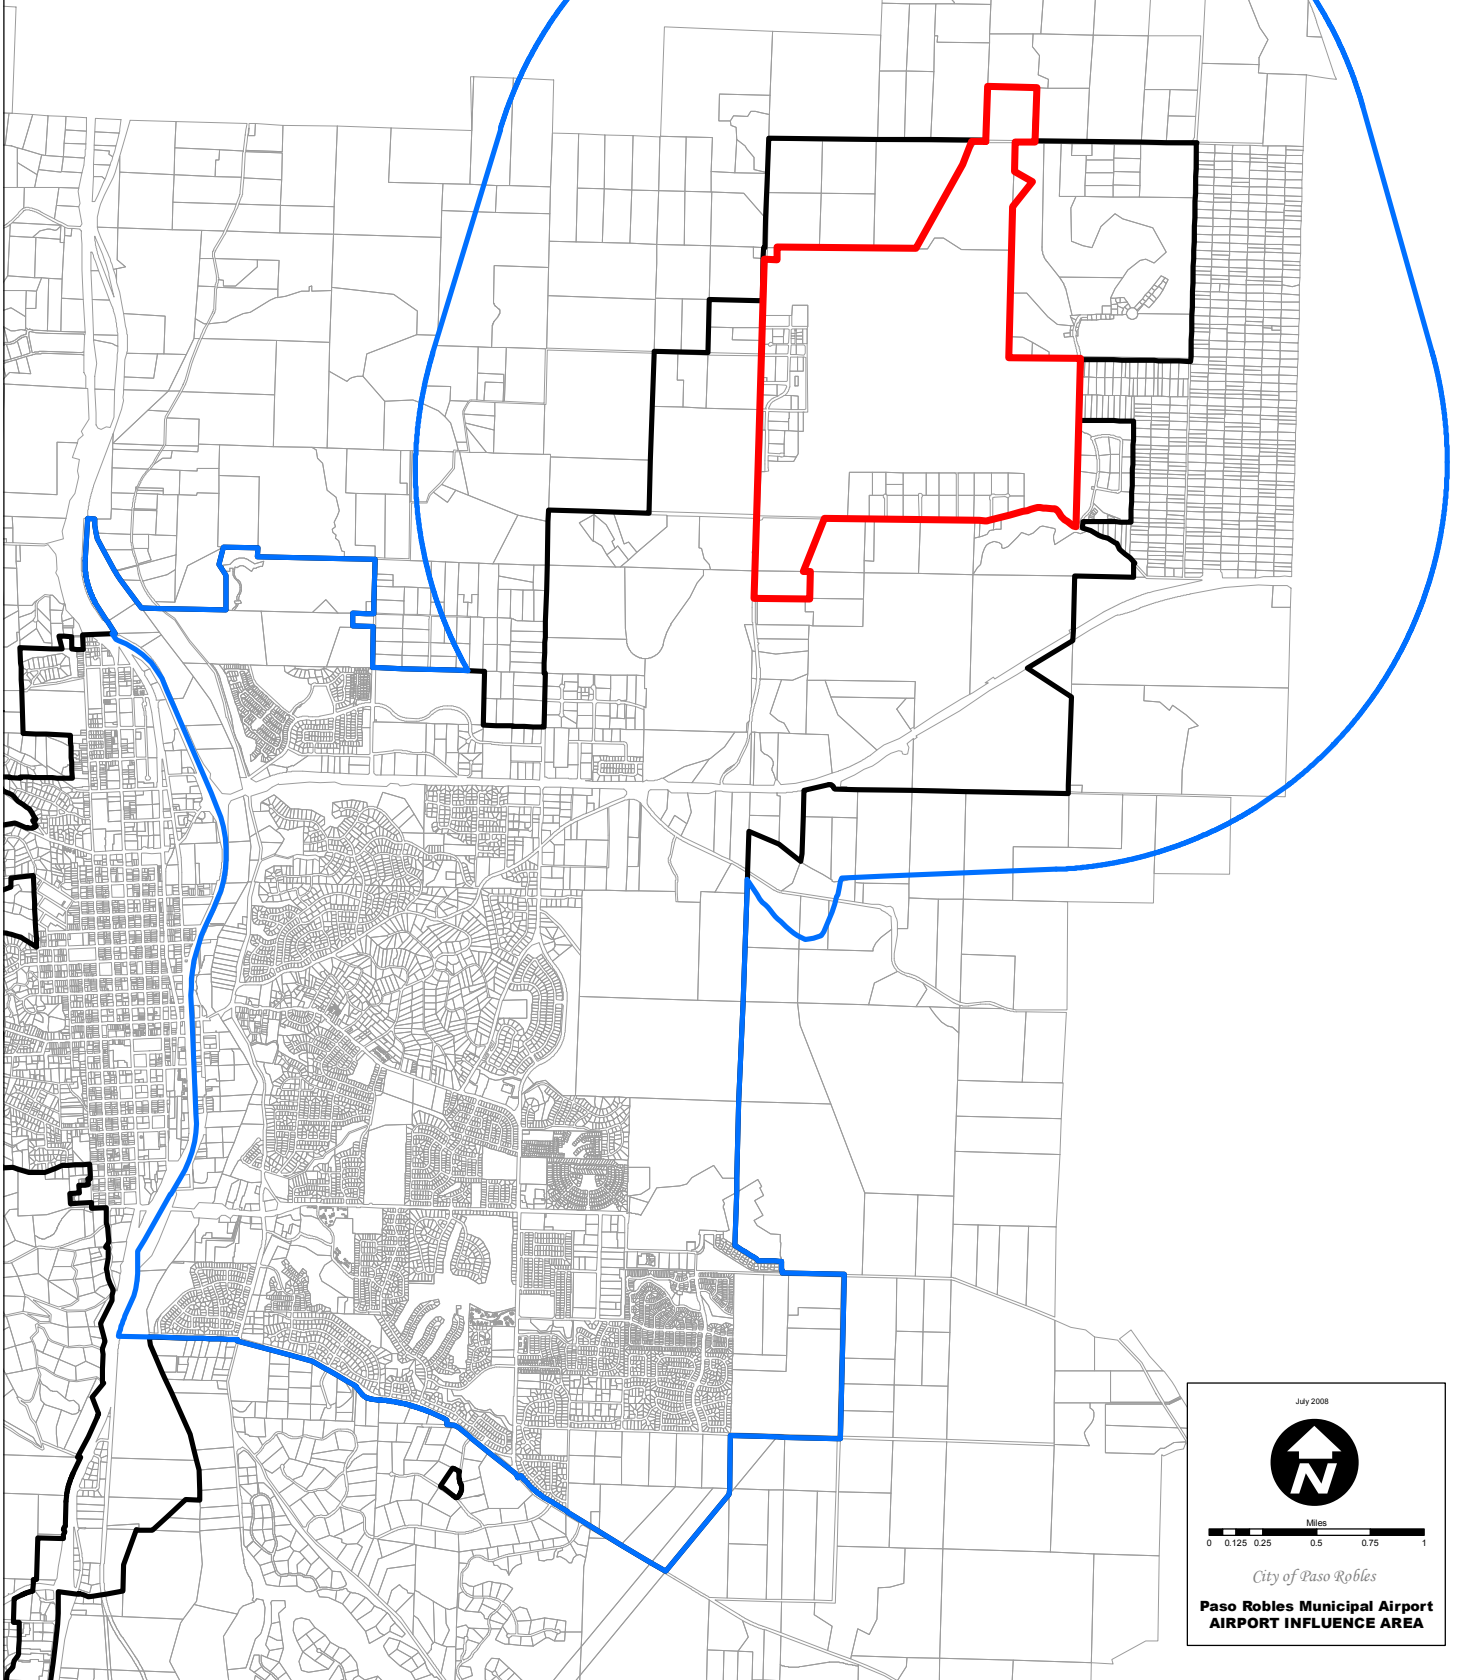 July 2008
N
Miles
0 0.125 0.25 0.5 0.75 1
City of Paso Robles
Paso Robles Municipal Airport
AIRPORT INFLUENCE AREA